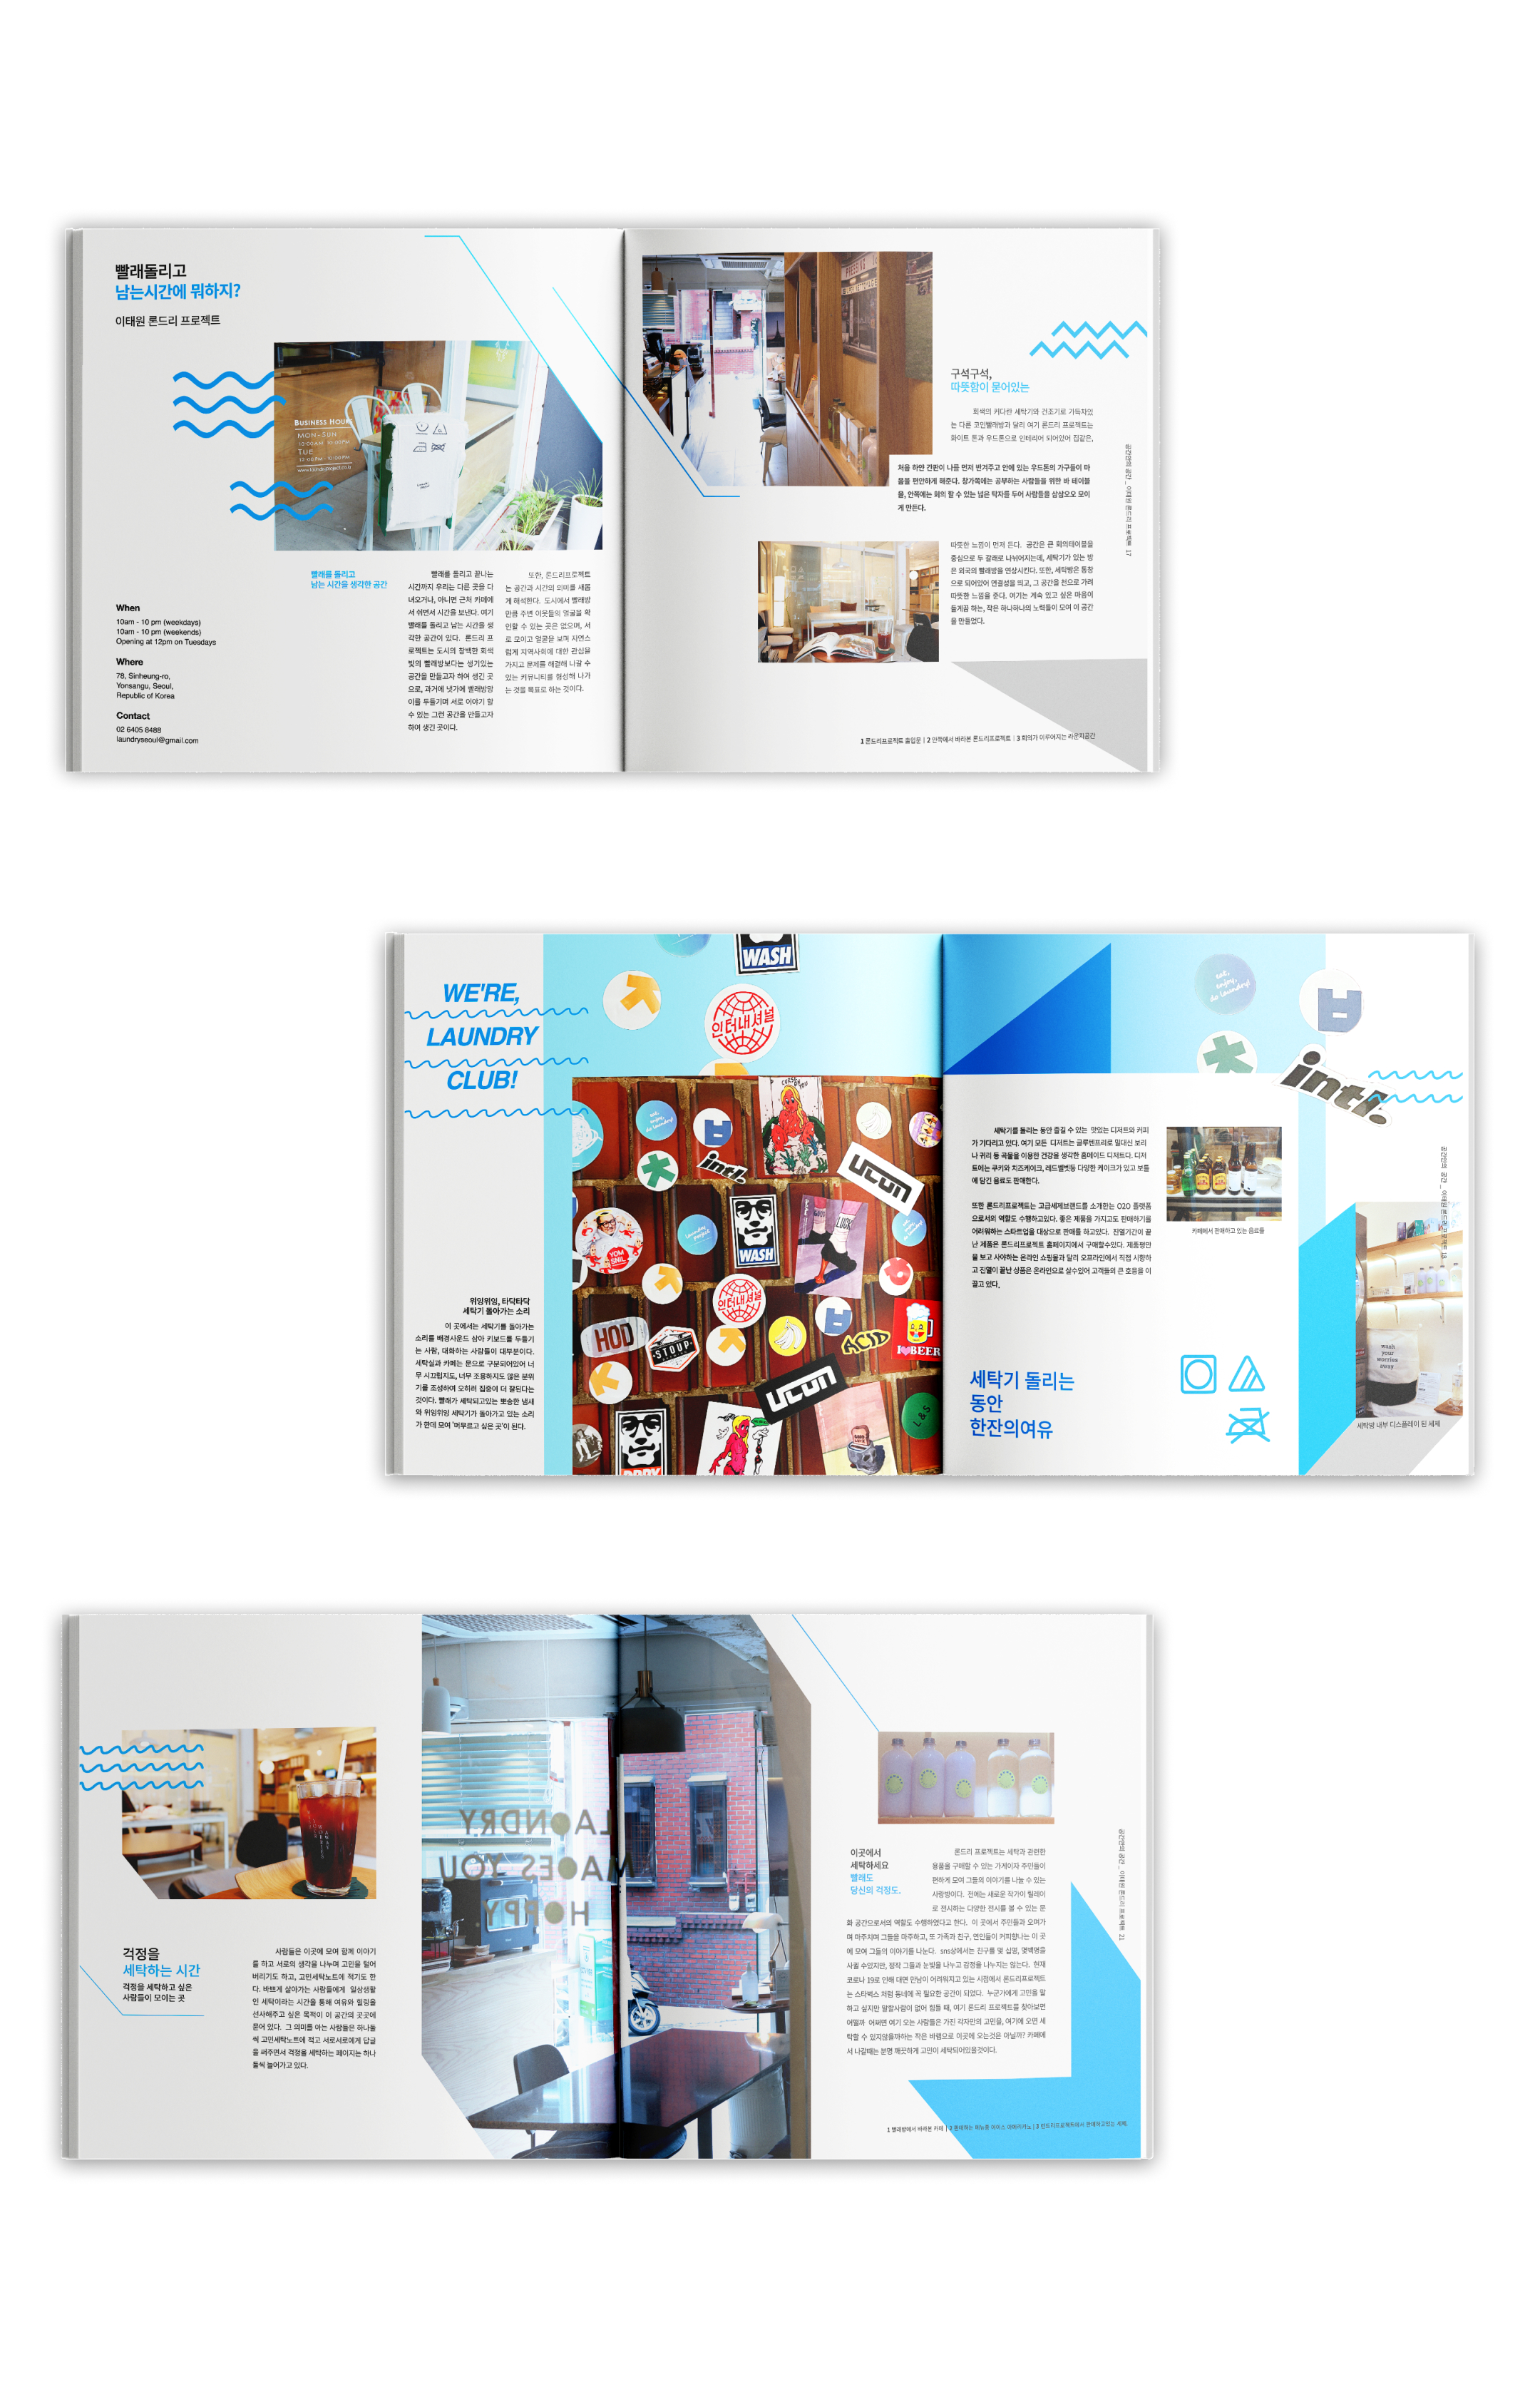 빨래돌리고
남는시간에 뭐하지?
이태원 론드리 프로젝트
BUSINESS HOUR
MON-SUN
10:00AM-10:00PM
TUE
12:00PM-10:00PM
빨래를 돌리고
남는 시간을 생각한 공간
When
10am - 10 pm (weekdays)
10am - 10 pm (weekends)
Opening at 12pm on Tuesdays
Where
78, Sinheung-ro,
Yonsangu, Seoul,
Republic of Korea
Contact
02 6405 8488
laundryseoul@gmail.com
빨래를 돌리고 끝나는
시간까지 우리는 다른 곳을 다
녀오거나, 아니면 근처 카페에
서 쉬면서 시간을 보낸다. 여기
빨래를 돌리고 남는 시간을 생
각한 공간이 있다. 론드리 프
로젝트는 도시의 창백한 회색
빛의 빨래방보다는 생기있는
공간을 만들고자 하여 생긴 곳
으로, 과거에 냇가에 빨래방망
이를 두들기며 서로 이야기 할
수 있는 그런 공간을 만들고자
하여 생긴 곳이다.
또한, 론드리프로젝트
는 공간과 시간의 의미를 새롭
게 해석한다. 도시에서 빨래방
만큼 주변 이웃들의 얼굴을 확
인할 수 있는 곳은 없으며, 서
로 모이고 얼굴을 보며 자연스
럽게 지역사회에 대한 관심을
가지고 문제를 해결해 나갈 수
있는 커뮤니티를 형성해 나가
는 것을 목표로 하는 것이다.
구석구석,
따뜻함이 묻어있는
회색의 커다란 세탁기와 건조기로 가득차있
는 다른 코인빨래방과 달리 여기 론드리 프로젝트는
화이트 톤과 우드톤으로 인테리어 되어있어 집같은,
처음 하얀 간판이 나를 먼저 반겨주고 안에 있는 우드톤의 가구들이 마
음을 편안하게 해준다. 창가쪽에는 공부하는 사람들을 위한 바 테이블
을, 안쪽에는 회의 할 수 있는 넓은 탁자를 두어 사람들을 삼삼오오 모이
게 만든다.
따뜻한 느낌이 먼저 든다. 공간은 큰 회의테이블을
중심으로 두 갈래로 나뉘어지는데, 세탁기가 있는 방
은 외국의 빨래방을 연상시킨다. 또한, 세탁방은 통창
으로 되어있어 연결성을 띄고, 그 공간을 천으로 가려
따뜻한 느낌을 준다. 여기는 계속 있고 싶은 마음이
들게끔 하는, 작은 하나하나의 노력들이 모여 이 공간
을 만들었다.
공간안의 공간 _ 이태원 론드리 프로젝트 17
1 론드리프로젝트 출입문 | 2 안쪽에서 바라본 론드리프로젝트 | 3 회의가 이루어지는 라운지공간
WE'RE,
LAUNDRY
CLUB!
WASH
인터내셔널
eat,
enjoy,
do laundry!
intl.
intl.
UCON
WASH
LUCKY
YOM
SNIL
인터내셔널
HOD
STOUP
ACID
I BEER
UCON
L&S
위잉위잉, 타닥타닥
세탁기 돌아가는 소리
이 곳에서는 세탁기를 돌아가는
소리를 배경사운드 삼아 키보드를 두들기
는 사람, 대화하는 사람들이 대부분이다.
세탁실과 카페는 문으로 구분되어있어 너
무 시끄럽지도, 너무 조용하지도 않은 분위
기를 조성하여 오히려 집중이 더 잘된다는
것이다. 빨래가 세탁되고있는 뽀송한 냄새
와 위잉위잉 세탁기가 돌아가고 있는 소리
가 한데 모여 '머무르고 싶은 곳'이 된다.
세탁기를 돌리는 동안 즐길 수 있는 맛있는 디저트와 커피
가 기다리고 있다. 여기 모든 디저트는 글루텐프리로 밀대신 보리
나 귀리 등 곡물을 이용한 건강을 생각한 홈메이드 디저트다. 디저
트에는 쿠키와 치즈케이크, 레드벨벳등 다양한 케이크가 있고 보틀
에 담긴 음료도 판매한다.
또한 론드리프로젝트는 고급세제브랜드를 소개한는 O2O 플랫폼
으로서의 역할도 수행하고있다. 좋은 제품을 가지고도 판매하기를
어려워하는 스타트업을 대상으로 판매를 하고있다. 진열기간이 끝
난 제품은 론드리프로젝트 홈페이지에서 구매할수있다. 제품평만
을 보고 사야하는 온라인 쇼핑몰과 달리 오프라인에서 직접 시향하
고 진열이 끝난 상품은 온라인으로 살수있어 고객들의 큰 호응을 이
끌고 있다.
카페에서 판매하고 있는 음료들
세탁기 돌리는
동안
한잔의여유
wash
your
worries
away
세탁방 내부 디스플레이 된 세제
걱정을
세탁하는 시간
걱정을 세탁하고 싶은
사람들이 모이는 곳
사람들은 이곳에 모여 함께 이야기
를 하고 서로의 생각을 나누며 고민을 털어
버리기도 하고, 고민세탁노트에 적기도 한
다. 바쁘게 살아가는 사람들에게 일상생활
인 세탁이라는 시간을 통해 여유와 힐링을
선사해주고 싶은 목적이 이 공간의 곳곳에
묻어 있다. 그 의미를 아는 사람들은 하나둘
씩 고민세탁노트에 적고 서로서로에게 답글
을 써주면서 걱정을 세탁하는 페이지는 하나
둘씩 늘어가고 있다.
LAUNDRY
MAKES YOU
HAPPY
이곳에서
세탁하세요
빨래도
당신의 걱정도.
론드리 프로젝트는 세탁과 관련한
용품을 구매할 수 있는 가게이자 주민들이
편하게 모여 그들의 이야기를 나눌 수 있는
사랑방이다. 전에는 새로운 작가이 릴레이
로 전시하는 다양한 전시를 볼 수 있는 문
화 공간으로서의 역할도 수행하였다고 한다. 이 곳에서 주민들과 오며가
며 마주치며 그들을 마주하고, 또 가족과 친구, 연인들이 커피향나는 이 곳
에 모여 그들의 이야기를 나눈다. sns상에서는 친구를 몇 십명, 몇백명을
사귈 수있지만, 정작 그들과 눈빛을 나누고 감정을 나누지는 않는다. 현재
코로나 19로 인해 대면 만남이 어려워지고 있는 시점에서 론드리프로젝트
는 스타벅스 처럼 동네에 꼭 필요한 공간이 되었다. 누군가에게 고민을 말
하고 싶지만 말할사람이 없어 힘들 때, 여기 론드리 프로젝트를 찾아보면
어떨까 어쩌면 여기 오는 사람들은 가진 각자만의 고민을, 여기에 오면 세
탁할 수 있지않을까하는 작은 바램으로 이곳에 오는것은 아닐까? 카페에
서 나갈때는 분명 깨끗하게 고민이 세탁되어있을것이다.
공간안의 공간 _ 이태원 론드리 프로젝트 21
1 빨래방에서 바라본 카페 | 2 판매하는 메뉴중 아이스 아메리카노 | 3 런드리프로젝트에서 판매하고있는 세제